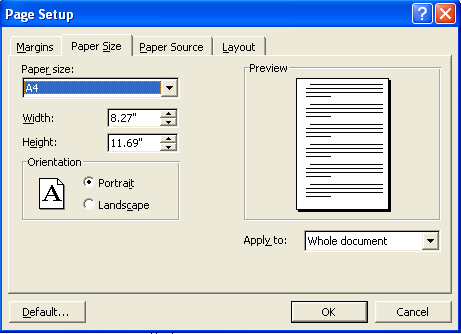 Page Setup
Margins Paper Size Paper Source Layout
Paper size:
A4
Width: 8.27"
Height: 11.69"
Orientation
A
Portrait
Landscape
Preview
Apply to: Whole document
Default... OK Cancel